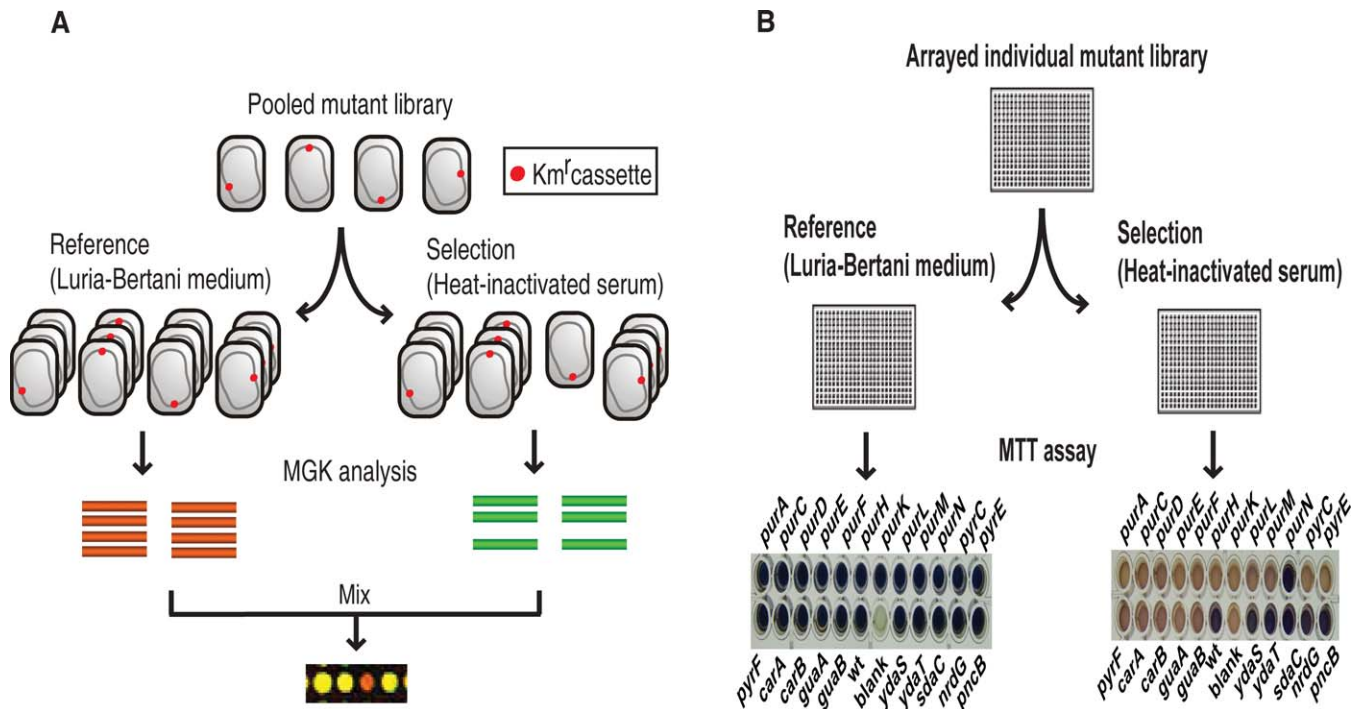 A
Pooled mutant library
Kmʳcassette
Reference
(Luria-Bertani medium)
Selection
(Heat-inactivated serum)
MGK analysis
Mix
B
Arrayed individual mutant library
Reference
(Luria-Bertani medium)
Selection
(Heat-inactivated serum)
MTT assay
purA purC purD purE purF purH purK purL purM purN pyrC pyrE
pyrF carA carB guaA guaB wt blank ydaS ydaT sdaC nrdG pncB
purA purC purD purE purF purH purK purL purM purN pyrC pyrE
pyrF carA carB guaA guaB wt blank ydaS ydaT sdaC nrdG pncB